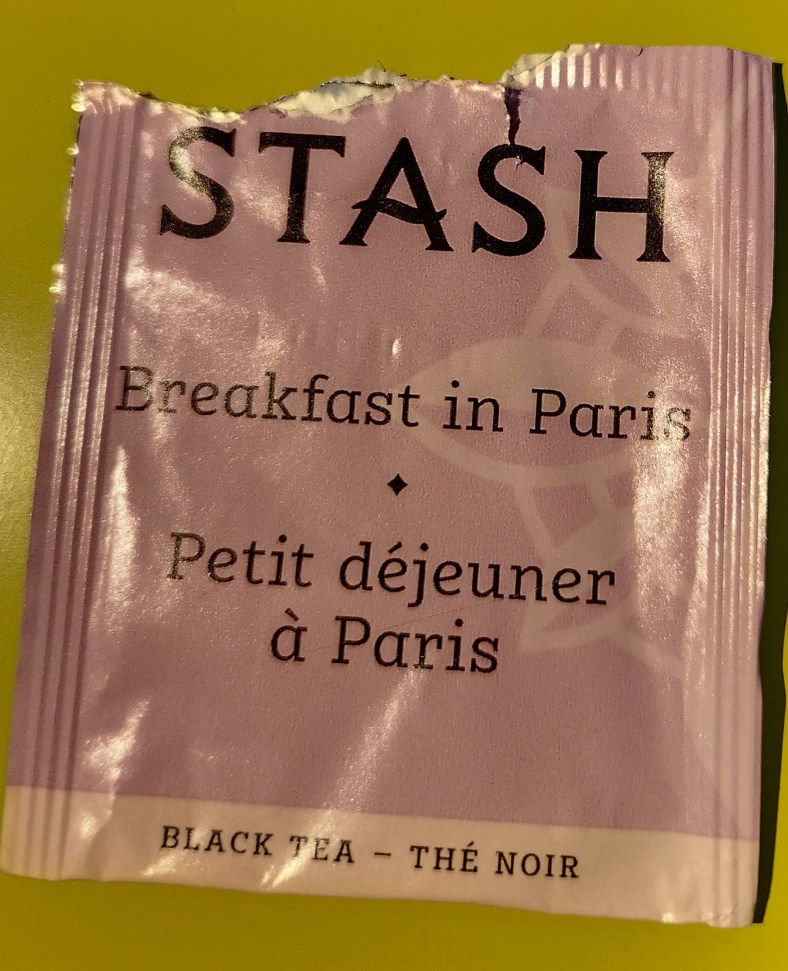 STASH
Breakfast in Paris
Petit déjeuner
à Paris
BLACK TEA – THÉ NOIR